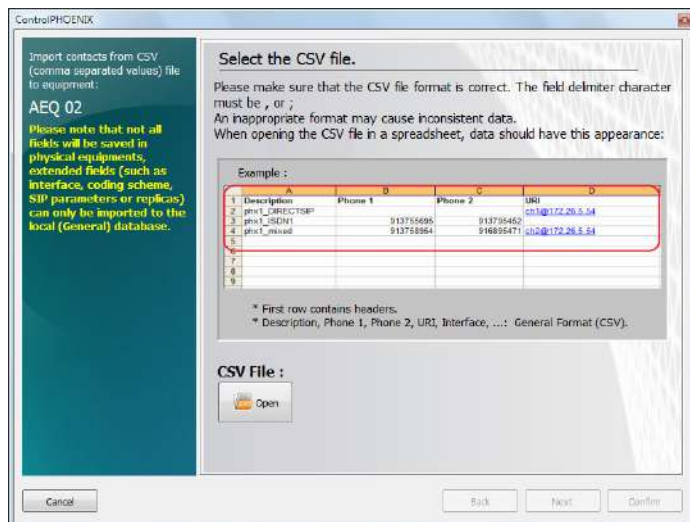 ControlPHOENIX
Import contacts from CSV
(comma separated values) file
to equipment:
AEQ 02
Please note that not all
fields will be saved in
physical equipments,
extended fields (such as
interface, coding scheme,
SIP parameters or replicas)
can only be imported to the
local (General) database.
Select the CSV file.
Please make sure that the CSV file format is correct. The field delimiter character
must be , or ;
An inappropriate format may cause inconsistent data.
When opening the CSV file in a spreadsheet, data should have this appearance:
Example :
A B C D
1 Description Phone 1 Phone 2 URI
2 phx1_DIRECTSIP ch1@172.26.5.54
3 phx1_ISDN1 913755695 913795462
4 phx1_mixed 913758954 916895471 ch2@172.26.5.54
5
6
7
8
9
* First row contains headers.
* Description, Phone 1, Phone 2, URI, Interface, ...: General Format (CSV).
CSV File :
Open
Cancel
Back Next Confirm